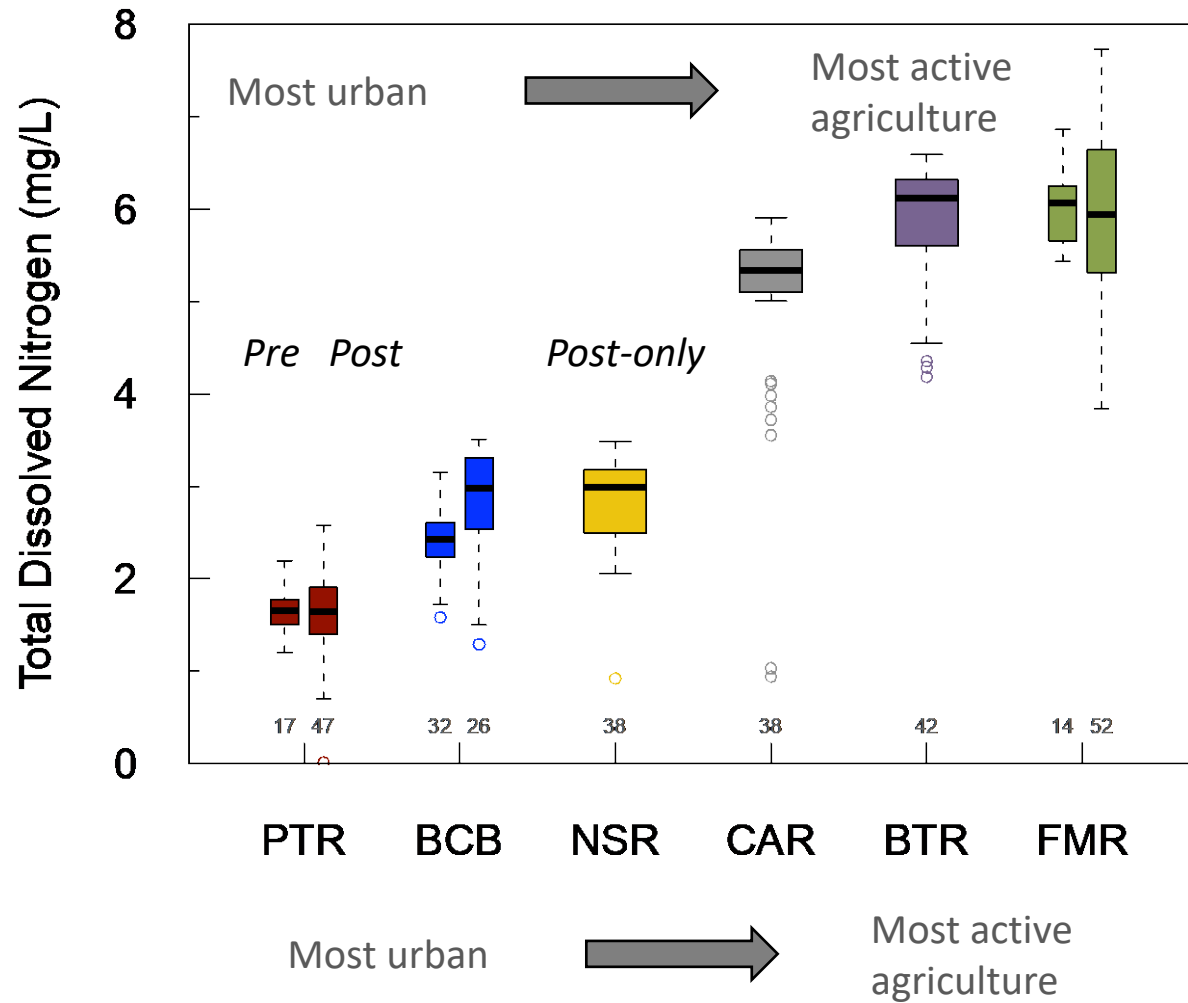 8
Most urban
Most active
agriculture
Total Dissolved Nitrogen (mg/L)
6
Pre Post Post-only
4
2
17 47 32 26 38 38 42 14 52
0
PTR BCB NSR CAR BTR FMR
Most urban
Most active
agriculture